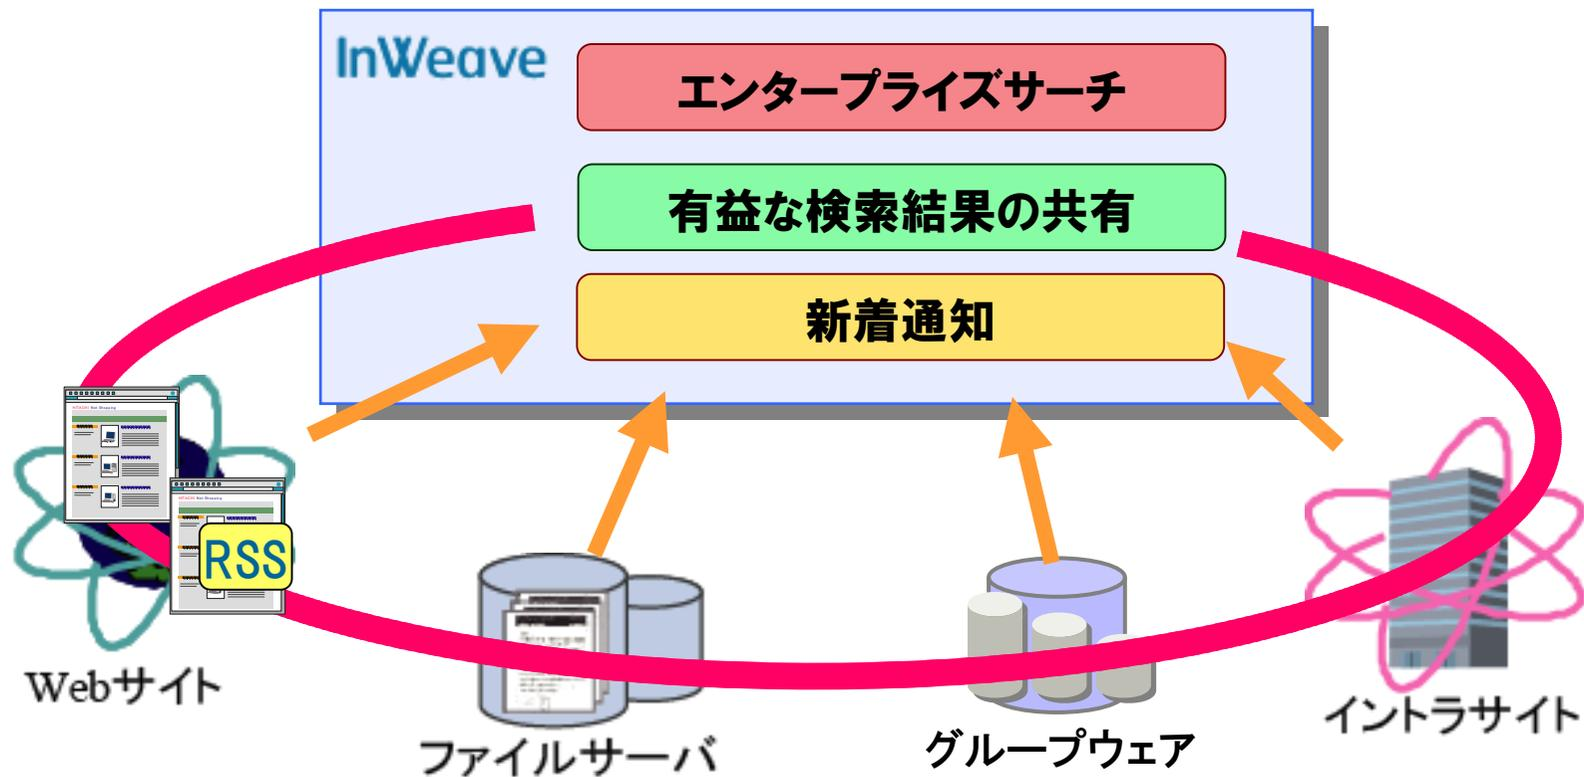 InWeave
エンタープライズサーチ
有益な検索結果の共有
新着通知
RSS
Webサイト
ファイルサーバ
グループウェア
イントラサイト